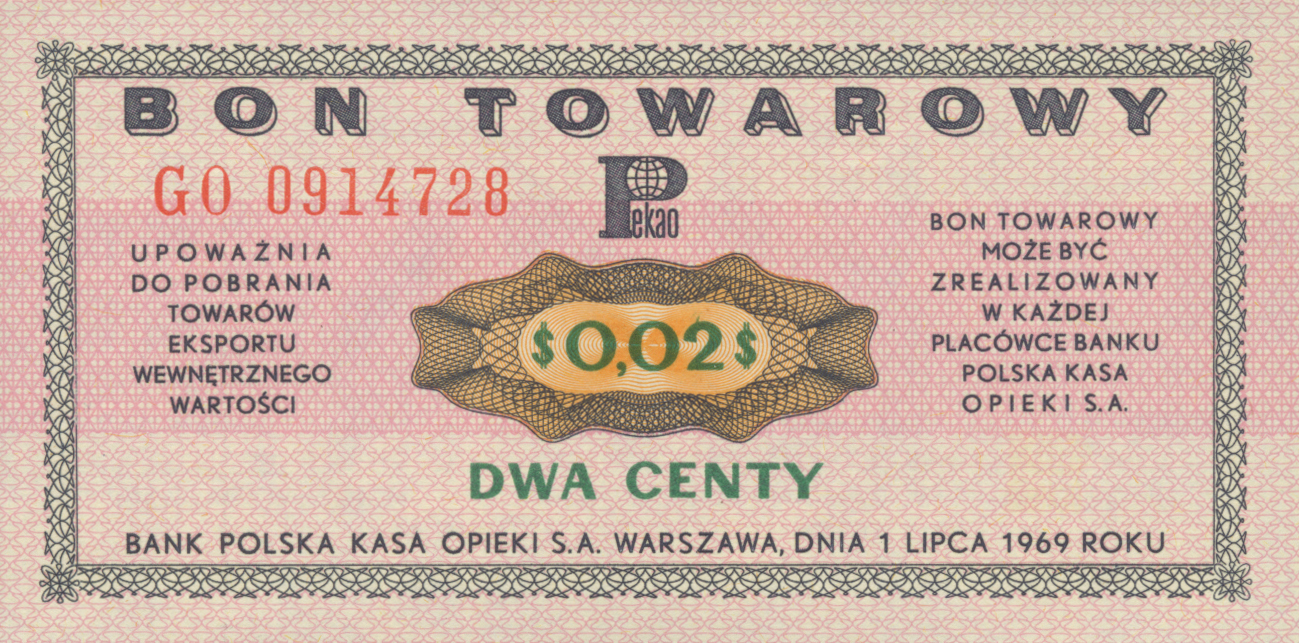 BON TOWAROWY
GO 0914728
Pekao
UPOWAŻNIA
DO POBRANIA
TOWARÓW
EKSPORTU
WEWNĘTRZNEGO
WARTOŚCI
$0,02$
BON TOWAROWY
MOŻE BYĆ
ZREALIZOWANY
W KAŻDEJ
PLACÓWCE BANKU
POLSKA KASA
OPIEKI S.A.
DWA CENTY
BANK POLSKA KASA OPIEKI S.A. WARSZAWA, DNIA 1 LIPCA 1969 ROKU